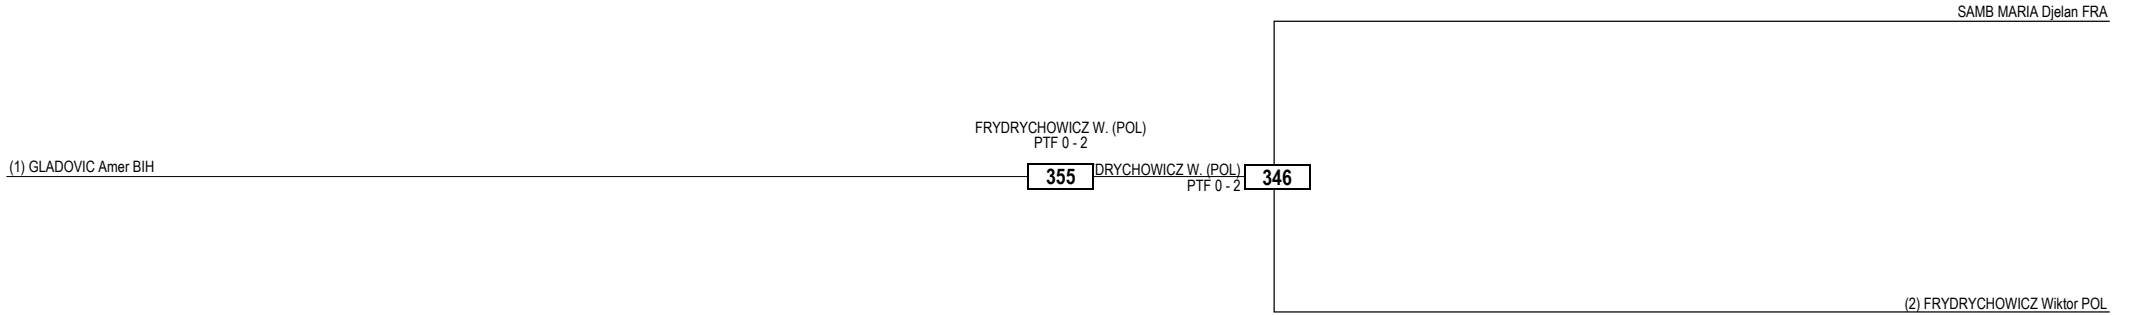 SAMB MARIA Djelan FRA
FRYDRYCHOWICZ W. (POL)
PTF 0 - 2
(1) GLADOVIC Amer BIH
355
DRYCHOWICZ W. (POL)
PTF 0 - 2
346
(2) FRYDRYCHOWICZ Wiktor POL